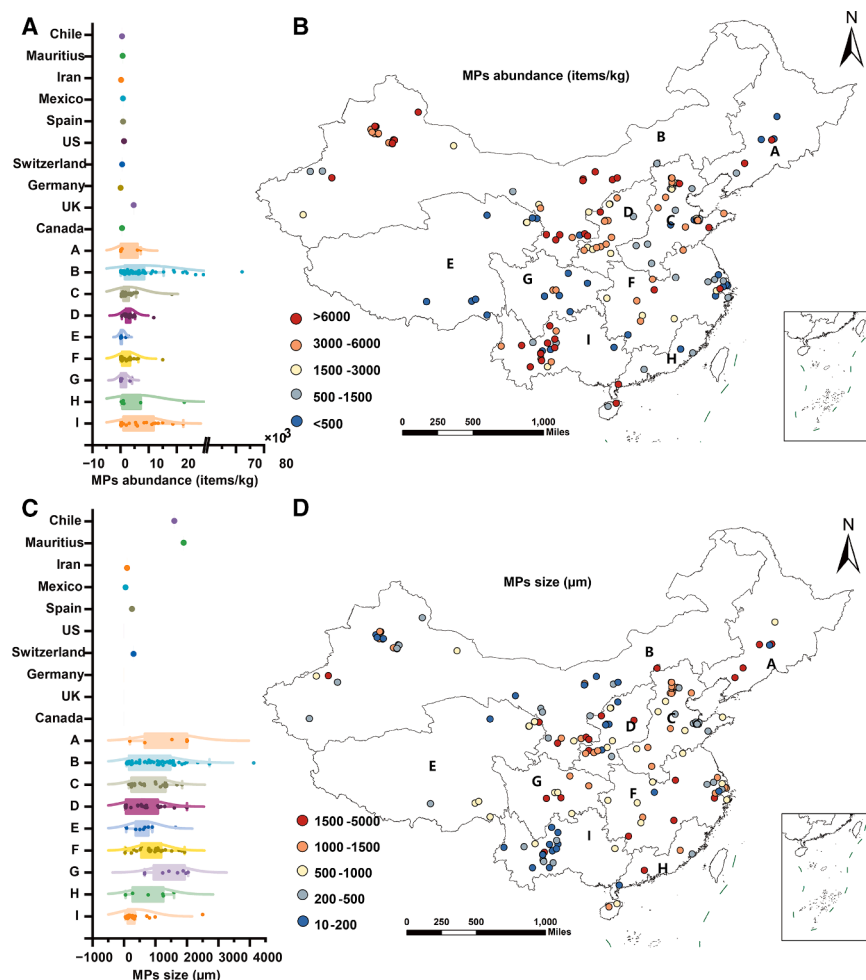 A
Chile
Mauritius
Iran
Mexico
Spain
US
Switzerland
Germany
UK
Canada
A
B
C
D
E
F
G
H
I
−10 0 10 20 70 80
×10³
MPs abundance (items/kg)
B
N
MPs abundance (items/kg)
A
B
C
D
E
F
G
H
I
>6000
3000 -6000
1500 -3000
500 -1500
<500
0 250 500 1,000
Miles
C
Chile
Mauritius
Iran
Mexico
Spain
US
Switzerland
Germany
UK
Canada
A
B
C
D
E
F
G
H
I
−1000 0 1000 2000 3000 4000
MPs size (μm)
D
N
MPs size (μm)
A
B
C
D
E
F
G
H
I
1500 -5000
1000 -1500
500 -1000
200 -500
10 -200
0 250 500 1,000
Miles